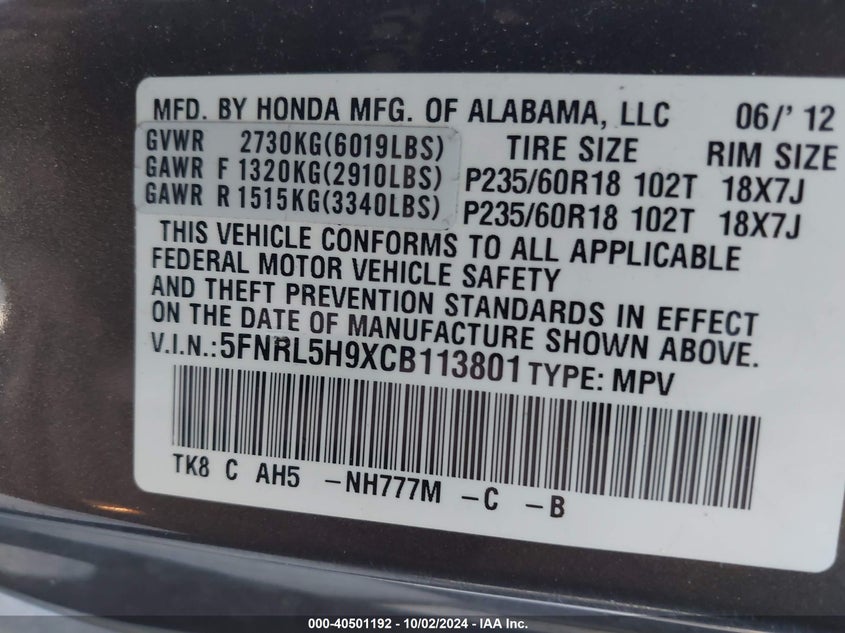 MFD. BY HONDA MFG. OF ALABAMA, LLC 06/' 12
GVWR 2730KG(6019LBS) TIRE SIZE RIM SIZE
GAWR F 1320KG(2910LBS) P235/60R18 102T 18X7J
GAWR R 1515KG(3340LBS) P235/60R18 102T 18X7J
THIS VEHICLE CONFORMS TO ALL APPLICABLE
FEDERAL MOTOR VEHICLE SAFETY
AND THEFT PREVENTION STANDARDS IN EFFECT
ON THE DATE OF MANUFACTURE SHOWN ABOVE.
V.I.N.:5FNRL5H9XCB113801 TYPE: MPV
TK8 C AH5 -NH777M -C -B
000-40501192 - 10/02/2024 - IAA Inc.